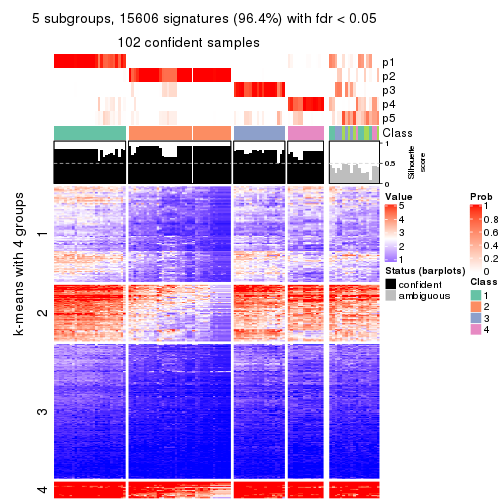 5 subgroups, 15606 signatures (96.4%) with fdr < 0.05
102 confident samples
p1
p2
p3
p4
p5
Class
1
0.5
0
Silhouette
score
k-means with 4 groups
1
2
3
4
Value
5
4
3
2
1
Status (barplots)
confident
ambiguous
Prob
1
0.8
0.6
0.4
0.2
0
Class
1
2
3
4